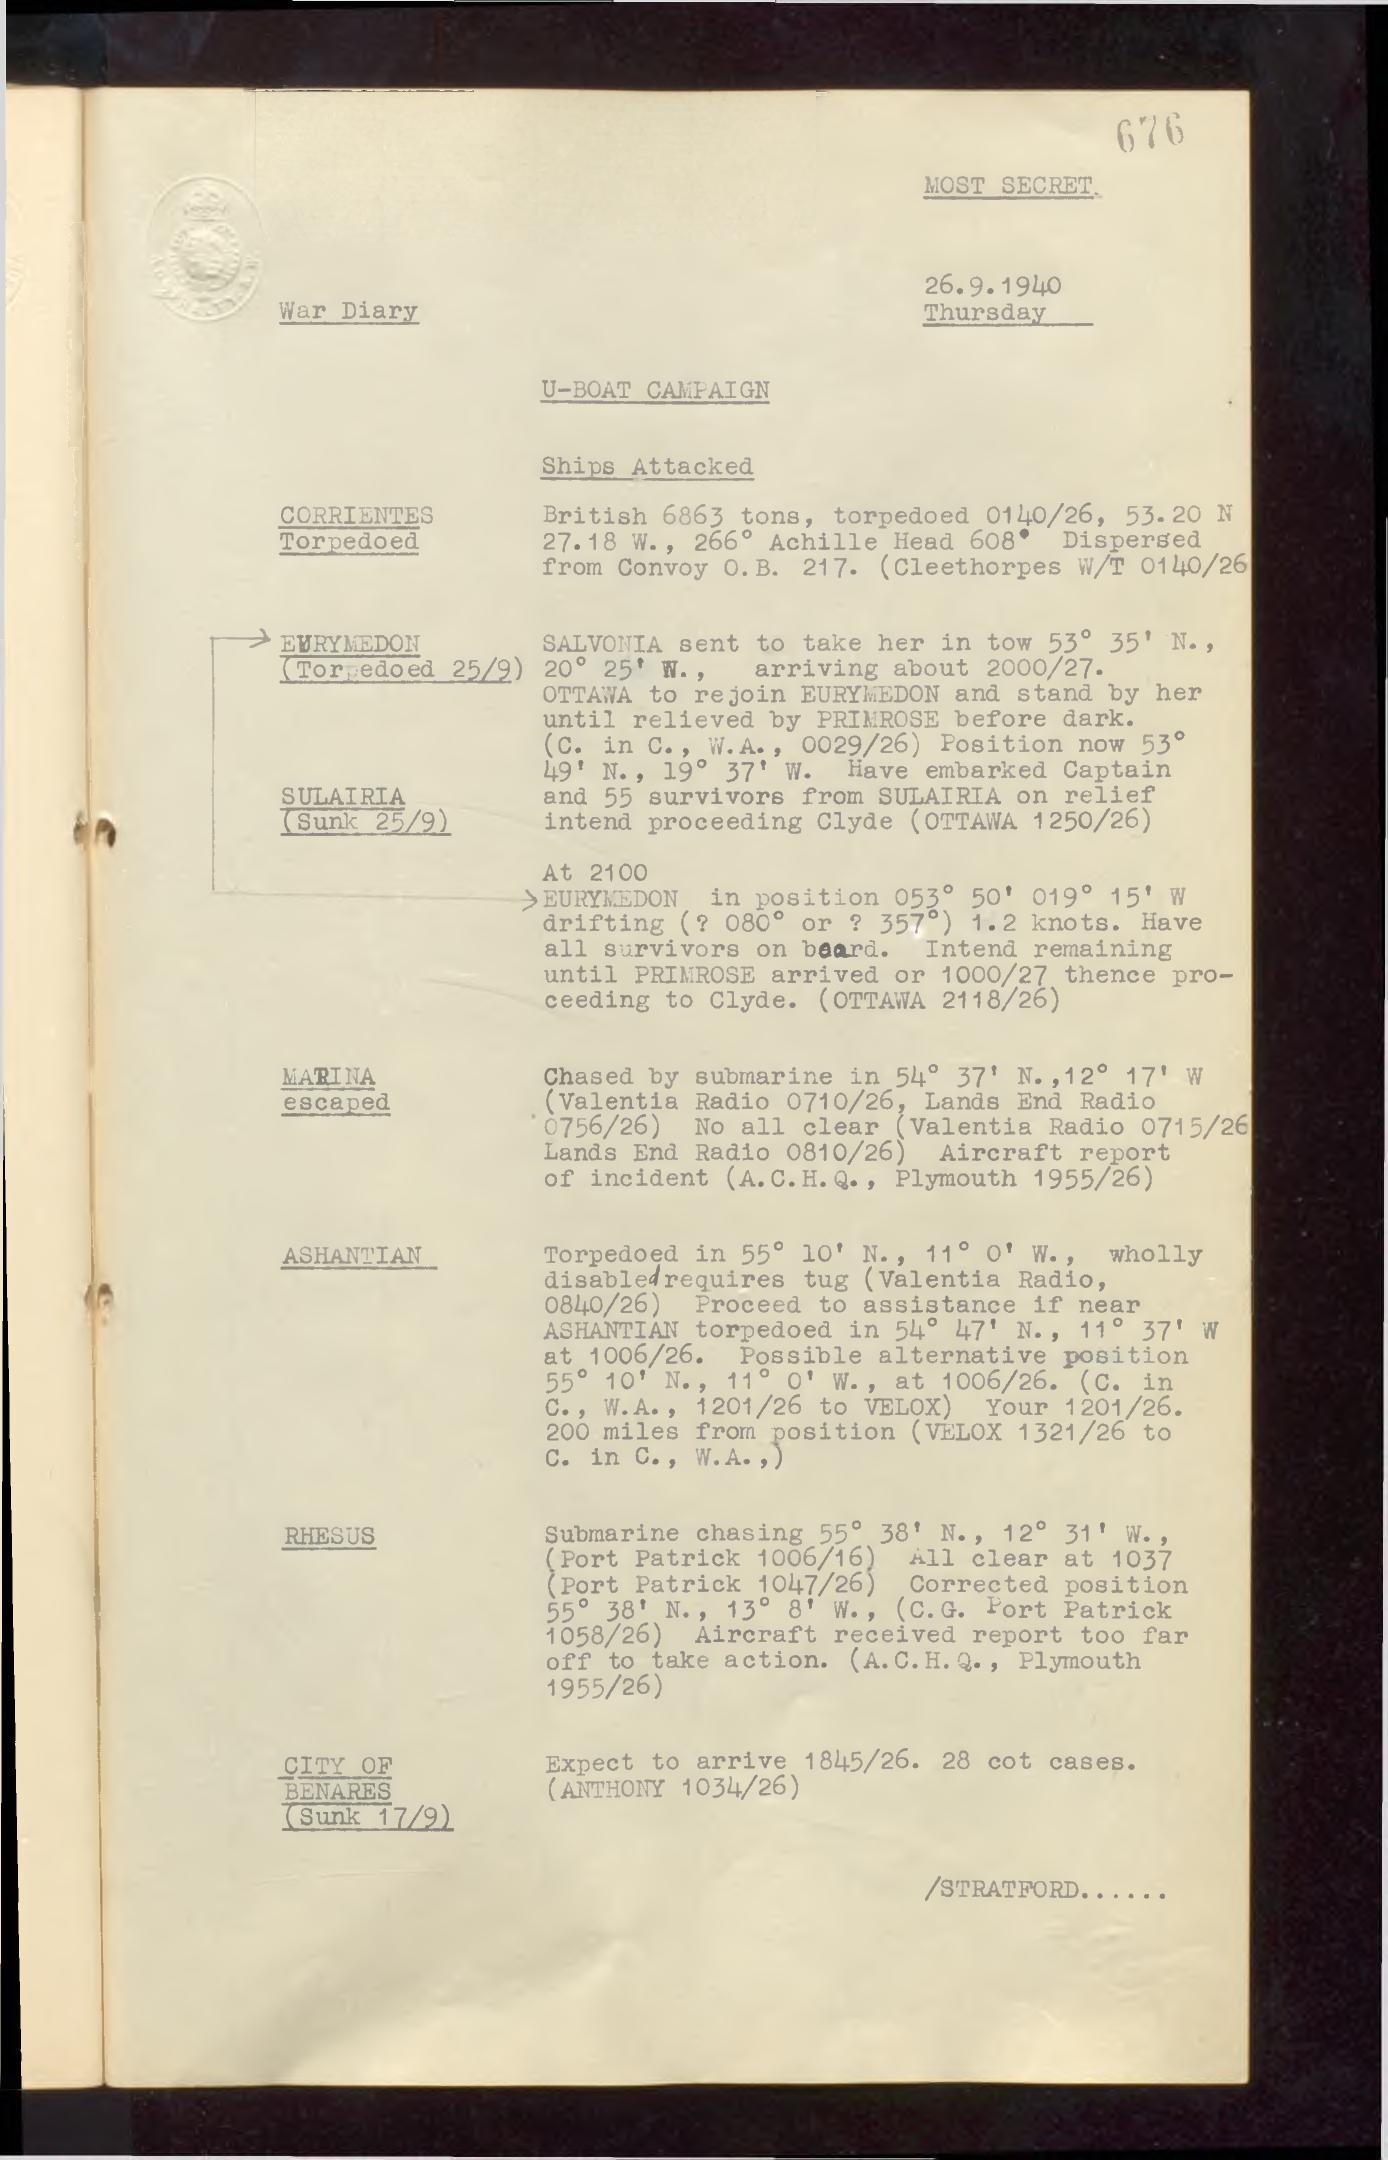 676
MOST SECRET.
26.9.1940
War Diary
Thursday
U-BOAT CAMPAIGN
Ships Attacked
CORRIENTES
Torpedoed
British 6863 tons, torpedoed 0140/26, 53.20 N
27.18 W., 266° Achille Head 608° Dispersed
from Convoy O.B. 217. (Cleethorpes W/T 0140/26
EURYMEDON
(Torpedoed 25/9)
SALVONIA sent to take her in tow 53° 35' N.,
20° 25' W., arriving about 2000/27.
OTTAWA to rejoin EURYMEDON and stand by her
until relieved by PRIMROSE before dark.
(C. in C., W.A., 0029/26) Position now 53°
49' N., 19° 37' W. Have embarked Captain
SULAIRIA
(Sunk 25/9)
and 55 survivors from SULAIRIA on relief
intend proceeding Clyde (OTTAWA 1250/26)
At 2100
EURYMEDON in position 053° 50' 019° 15' W
drifting (? 080° or ? 357°) 1.2 knots. Have
all survivors on board. Intend remaining
until PRIMROSE arrived or 1000/27 thence pro-
ceeding to Clyde. (OTTAWA 2118/26)
MARINA
escaped
Chased by submarine in 54° 37' N.,12° 17' W
(Valentia Radio 0710/26, Lands End Radio
0756/26) No all clear (Valentia Radio 0715/26
Lands End Radio 0810/26) Aircraft report
of incident (A.C.H.Q., Plymouth 1955/26)
ASHANTIAN
Torpedoed in 55° 10' N., 11° 0' W., wholly
disabled requires tug (Valentia Radio,
0840/26) Proceed to assistance if near
ASHANTIAN torpedoed in 54° 47' N., 11° 37' W
at 1006/26. Possible alternative position
55° 10' N., 11° 0' W., at 1006/26. (C. in
C., W.A., 1201/26 to VELOX) Your 1201/26.
200 miles from position (VELOX 1321/26 to
C. in C., W.A.,)
RHESUS
Submarine chasing 55° 38' N., 12° 31' W.,
(Port Patrick 1006/16) All clear at 1037
(Port Patrick 1047/26) Corrected position
55° 38' N., 13° 8' W., (C.G. Port Patrick
1058/26) Aircraft received report too far
off to take action. (A.C.H.Q., Plymouth
1955/26)
CITY OF
BENARES
(Sunk 17/9)
Expect to arrive 1845/26. 28 cot cases.
(ANTHONY 1034/26)
/STRATFORD......